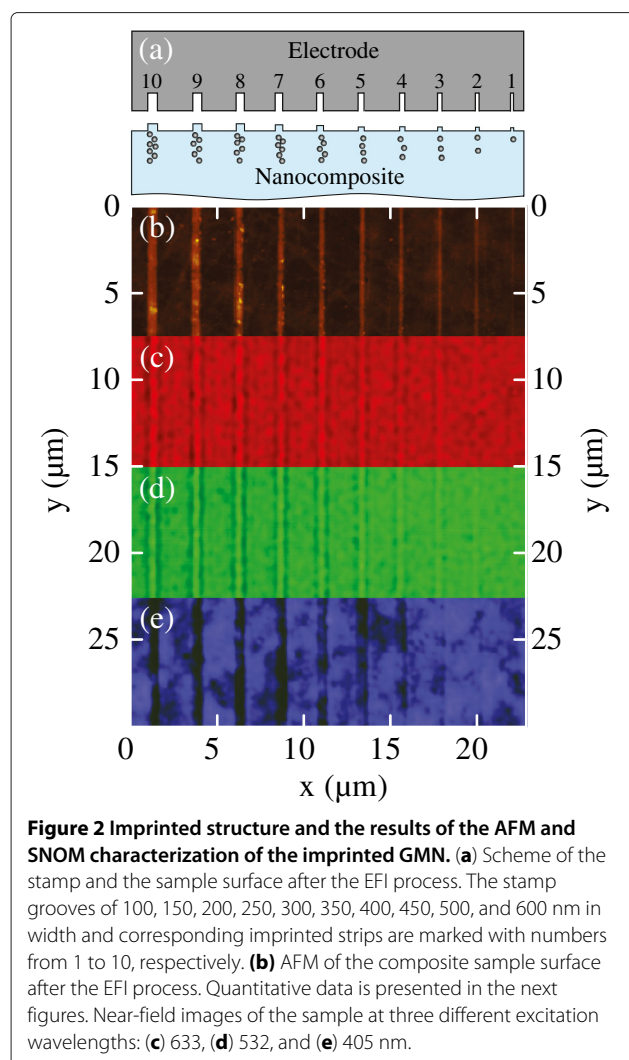 (a)
Electrode
10 9 8 7 6 5 4 3 2 1
Nanocomposite
0 0
(b)
5 5
(c)
10 10
y (µm) y (µm)
15 15
(d)
20 20
(e)
25 25
0 5 10 15 20
x (µm)
Figure 2 Imprinted structure and the results of the AFM and
SNOM characterization of the imprinted GMN. (a) Scheme of the
stamp and the sample surface after the EFI process. The stamp
grooves of 100, 150, 200, 250, 300, 350, 400, 450, 500, and 600 nm in
width and corresponding imprinted strips are marked with numbers
from 1 to 10, respectively. (b) AFM of the composite sample surface
after the EFI process. Quantitative data is presented in the next
figures. Near-field images of the sample at three different excitation
wavelengths: (c) 633, (d) 532, and (e) 405 nm.